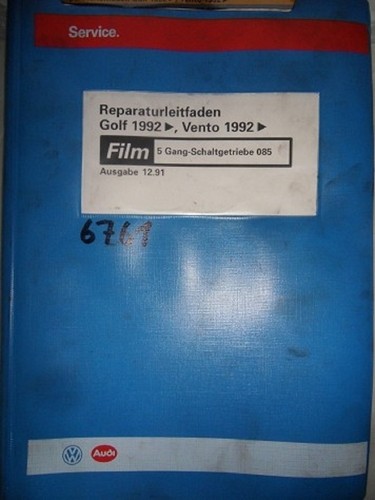 Service.
Reparaturleitfaden
Golf 1992 ►, Vento 1992 ►
Film 5 Gang-Schaltgetriebe 085
Ausgabe 12.91
6761
Audi